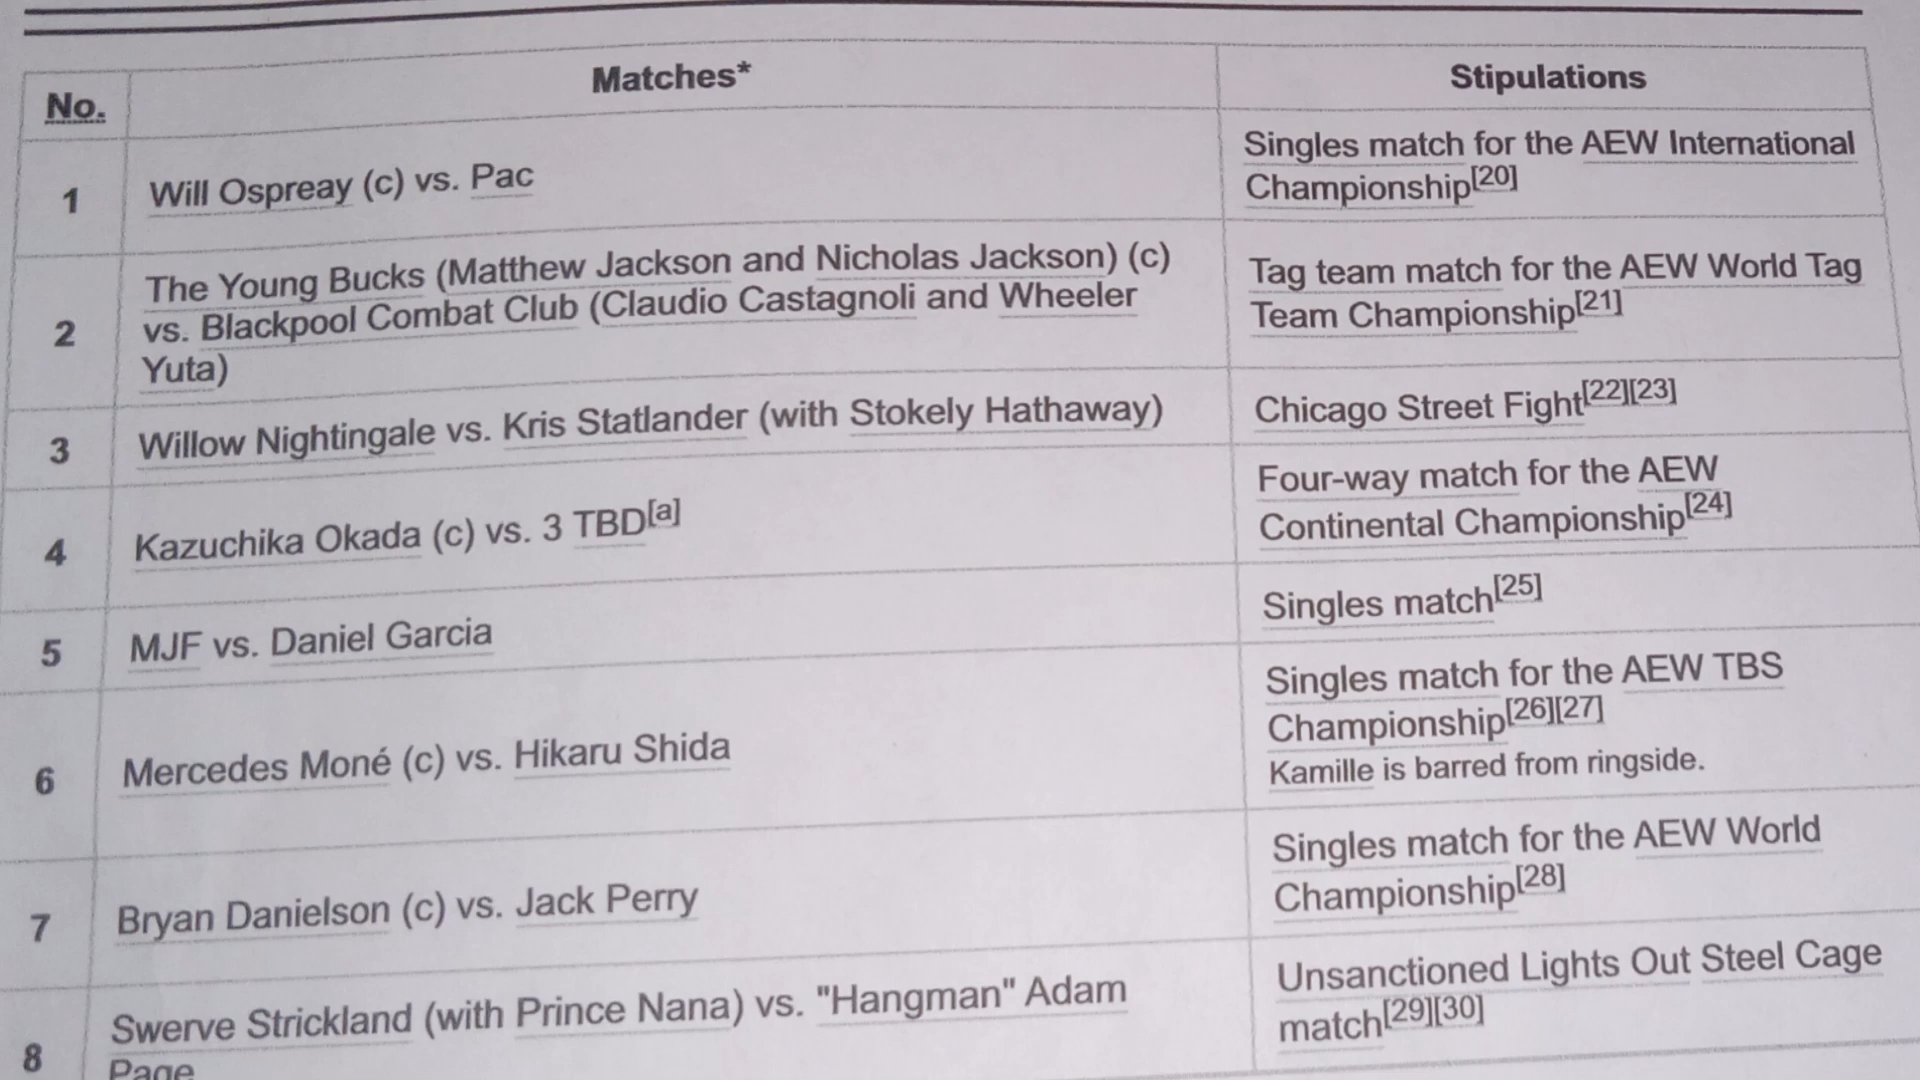 No. Matches* Stipulations
1 Will Ospreay (c) vs. Pac Singles match for the AEW International
Championship[20]
2 The Young Bucks (Matthew Jackson and Nicholas Jackson) (c)
vs. Blackpool Combat Club (Claudio Castagnoli and Wheeler
Yuta)
Tag team match for the AEW World Tag
Team Championship[21]
3 Willow Nightingale vs. Kris Statlander (with Stokely Hathaway) Chicago Street Fight[22][23]
4 Kazuchika Okada (c) vs. 3 TBD[a] Four-way match for the AEW
Continental Championship[24]
5 MJF vs. Daniel Garcia Singles match[25]
6 Mercedes Moné (c) vs. Hikaru Shida Singles match for the AEW TBS
Championship[26][27]
Kamille is barred from ringside.
7 Bryan Danielson (c) vs. Jack Perry Singles match for the AEW World
Championship[28]
8 Swerve Strickland (with Prince Nana) vs. "Hangman" Adam
Page
Unsanctioned Lights Out Steel Cage
match[29][30]